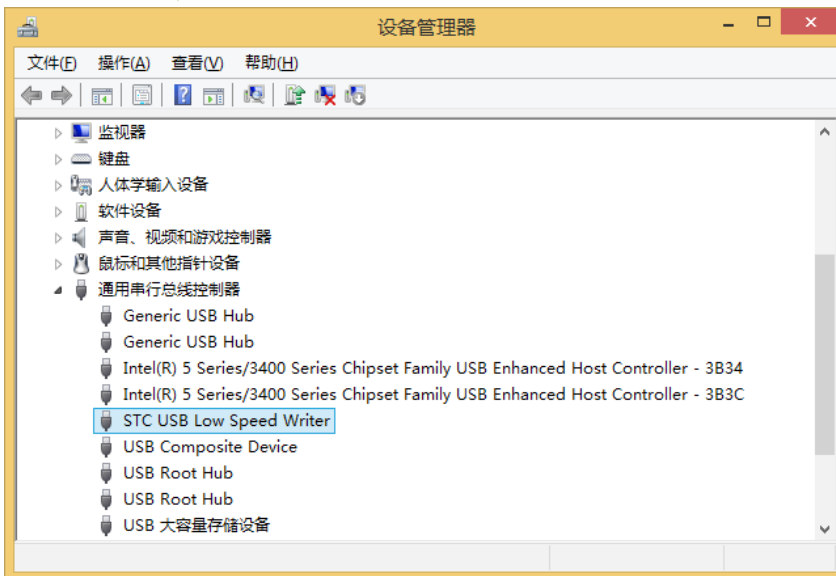 设备管理器
文件(F) 操作(A) 查看(V) 帮助(H)
监视器
键盘
人体学输入设备
软件设备
声音、视频和游戏控制器
鼠标和其他指针设备
通用串行总线控制器
Generic USB Hub
Generic USB Hub
Intel(R) 5 Series/3400 Series Chipset Family USB Enhanced Host Controller - 3B34
Intel(R) 5 Series/3400 Series Chipset Family USB Enhanced Host Controller - 3B3C
STC USB Low Speed Writer
USB Composite Device
USB Root Hub
USB Root Hub
USB 大容量存储设备